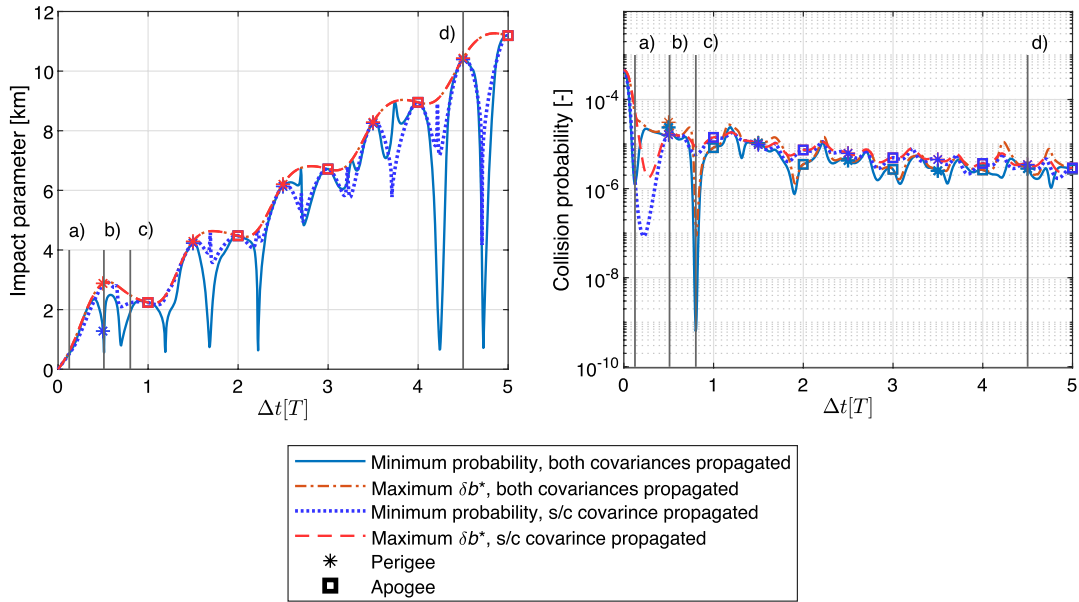 Impact parameter [km]
12
10
8
6
4
2
0
a)
b)
c)
d)
0
1
2
3
4
5
Δt[T]
Collision probability [-]
10⁻⁴
10⁻⁶
10⁻⁸
10⁻¹⁰
a)
b)
c)
d)
0
1
2
3
4
5
Δt[T]
Minimum probability, both covariances propagated
Maximum δb*, both covariances propagated
Minimum probability, s/c covarince propagated
Maximum δb*, s/c covarince propagated
Perigee
Apogee